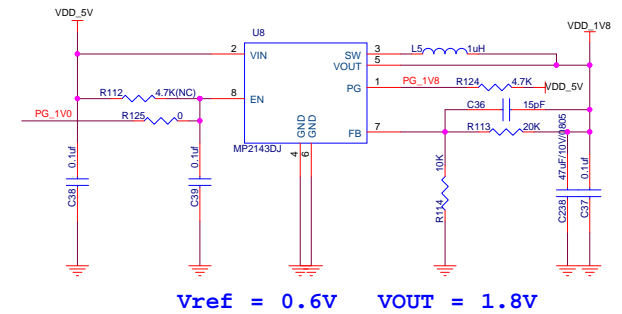 VDD_5V
VDD_1V8
U8
2
VIN
SW
3
L5
1uH
VOUT
5
PG
1
PG_1V8
R124
4.7K
VDD_5V
R112
4.7K(NC)
8
EN
C36
15pF
PG_1V0
R125
0
FB
7
R113
20K
GND
GND
MP2143DJ
4
6
0.1uf
C38
0.1uf
C39
10K
R114
47uF/10V/0805
C238
0.1uf
C37
Vref = 0.6V VOUT = 1.8V